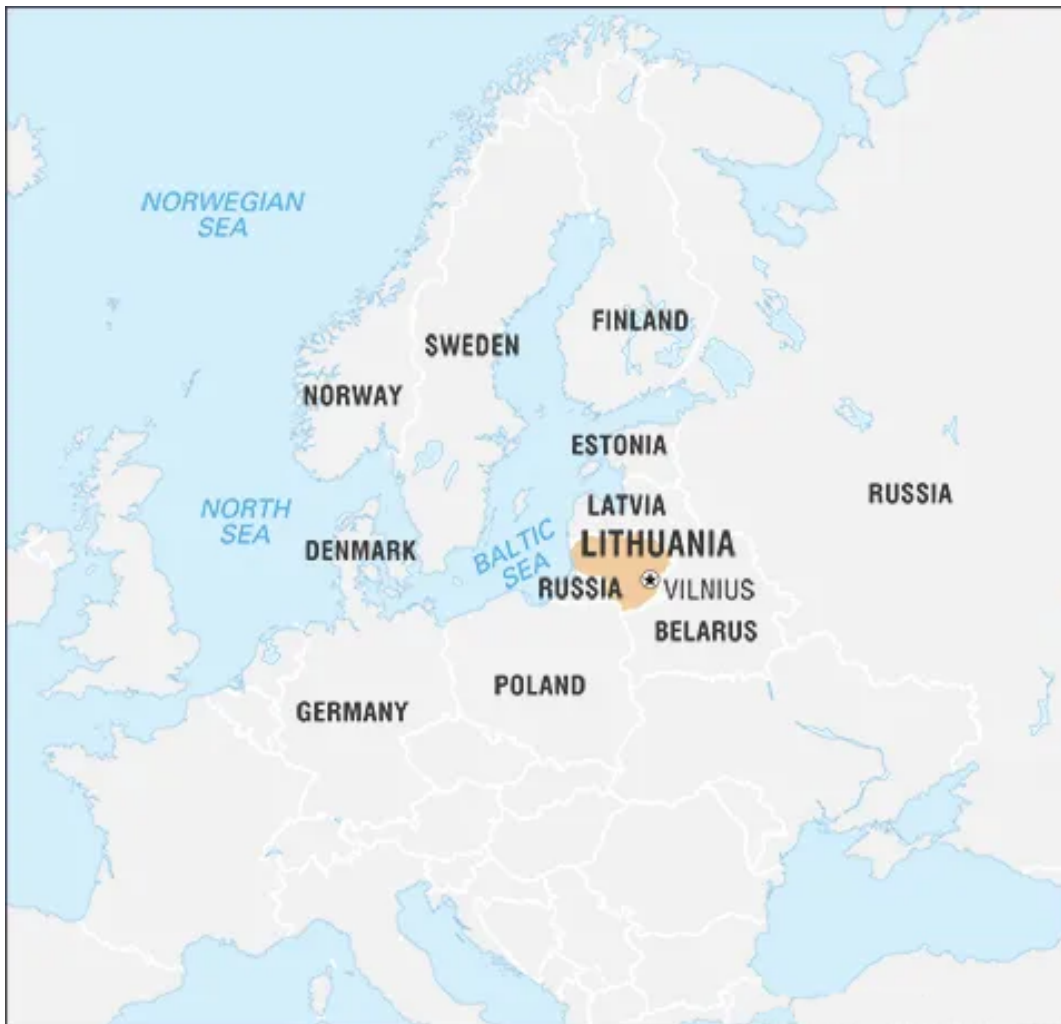 NORWEGIAN
SEA
FINLAND
SWEDEN
NORWAY
ESTONIA
RUSSIA
LATVIA
NORTH
SEA
DENMARK
BALTIC
SEA
LITHUANIA
RUSSIA
VILNIUS
BELARUS
POLAND
GERMANY